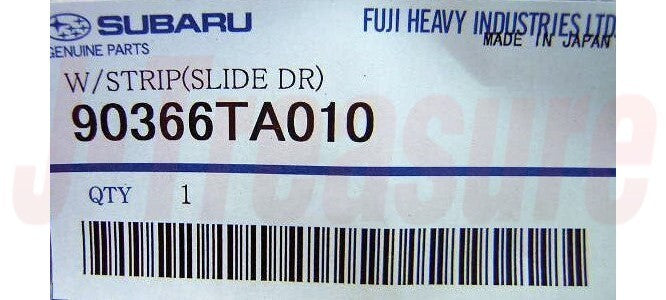 SUBARU
GENUINE PARTS
FUJI HEAVY INDUSTRIES LTD
MADE IN JAPAN
W/STRIP(SLIDE DR)
90366TA010
QTY 1